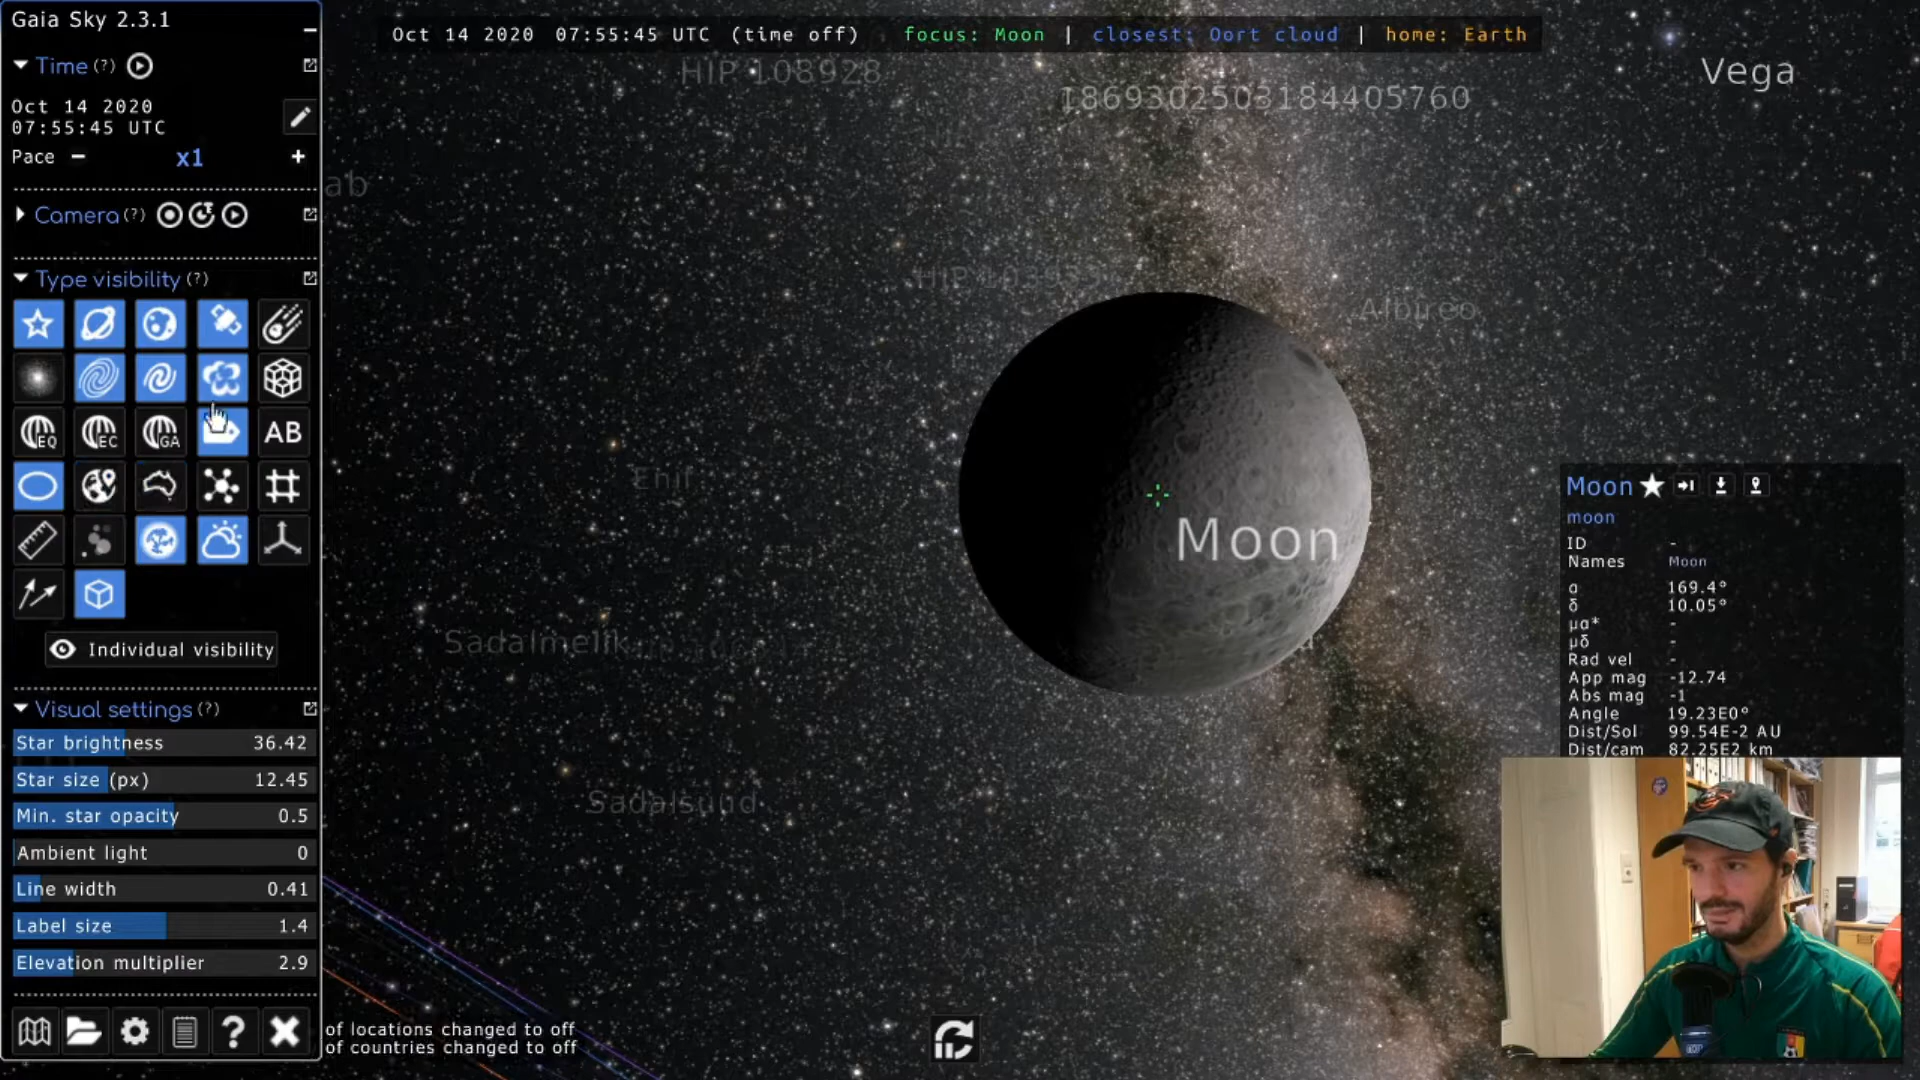 Gaia Sky 2.3.1
Time (?)
Oct 14 2020
07:55:45 UTC
Pace − x1 +
Camera (?)
Type visibility (?)
EQ EC GA AB
Individual visibility
Visual settings (?)
Star brightness 36.42
Star size (px) 12.45
Min. star opacity 0.5
Ambient light 0
Line width 0.41
Label size 1.4
Elevation multiplier 2.9
?
Oct 14 2020 07:55:45 UTC (time off) focus: Moon | closest: Oort cloud | home: Earth
HIP 108928
1869302503184405760
Vega
ab
Albireo
Enif
Moon
Sadalmelik
Sadalsuud
of locations changed to off
of countries changed to off
Moon
moon
ID -
Names Moon
α 169.4°
δ 10.05°
μα* -
μδ -
Rad vel -
App mag -12.74
Abs mag -1
Angle 19.23E0°
Dist/Sol 99.54E-2 AU
Dist/cam 82.25E2 km